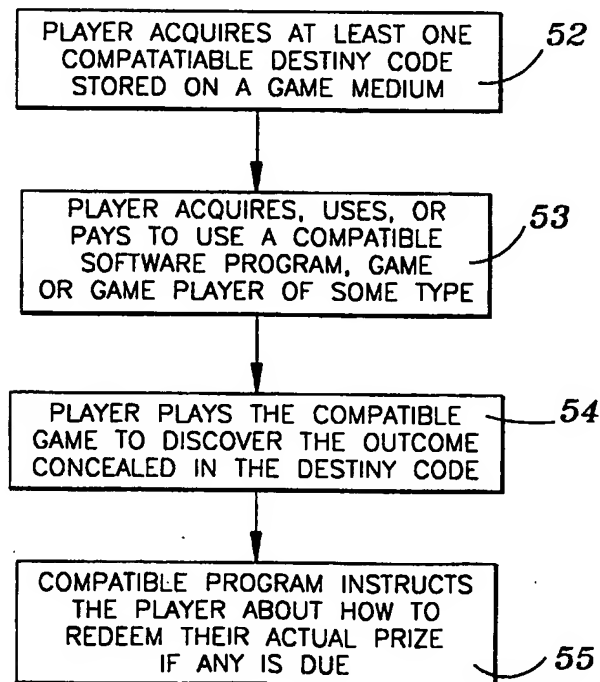 PLAYER ACQUIRES AT LEAST ONE
COMPATATIABLE DESTINY CODE
STORED ON A GAME MEDIUM
52
PLAYER ACQUIRES, USES, OR
PAYS TO USE A COMPATIBLE
SOFTWARE PROGRAM, GAME
OR GAME PLAYER OF SOME TYPE
53
PLAYER PLAYS THE COMPATIBLE
GAME TO DISCOVER THE OUTCOME
CONCEALED IN THE DESTINY CODE
54
COMPATIBLE PROGRAM INSTRUCTS
THE PLAYER ABOUT HOW TO
REDEEM THEIR ACTUAL PRIZE
IF ANY IS DUE
55